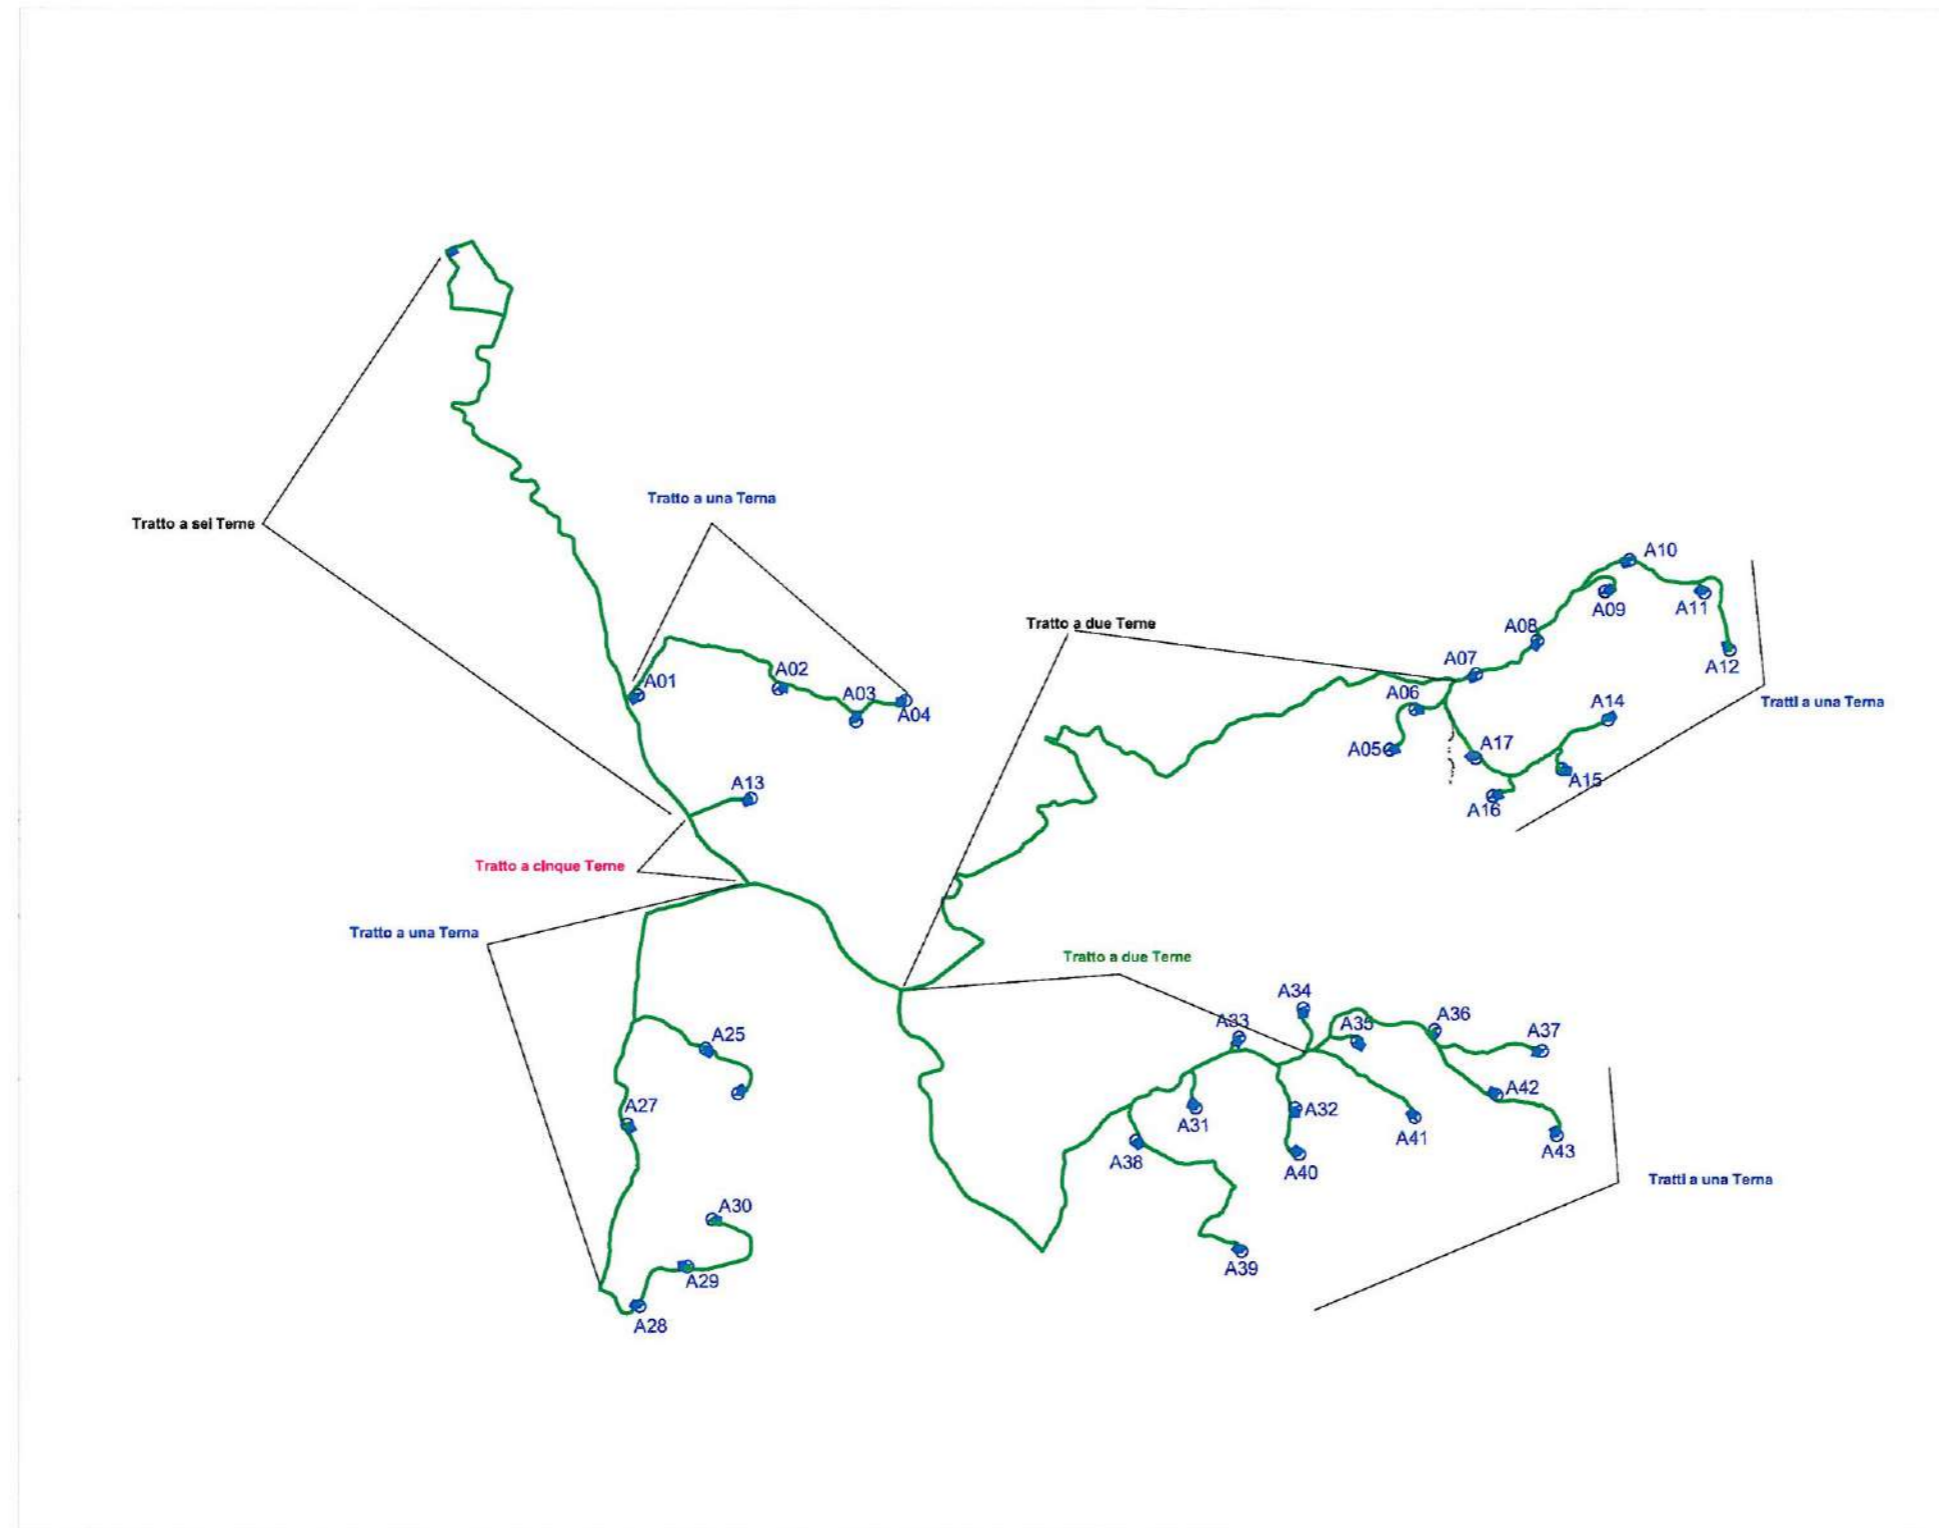 Tratto a sei Terne
Tratto a una Terna
A01
A02
A03
A04
A13
Tratto a cinque Terne
Tratto a una Terna
A25
A27
A30
A29
A28
Tratto a due Terne
A10
A09
A11
A08
A12
A07
A06
A05
A14
A17
A15
A16
Tratti a una Terna
Tratto a due Terne
A34
A33
A35
A36
A37
A42
A43
A31
A32
A41
A38
A40
A39
Tratti a una Terna